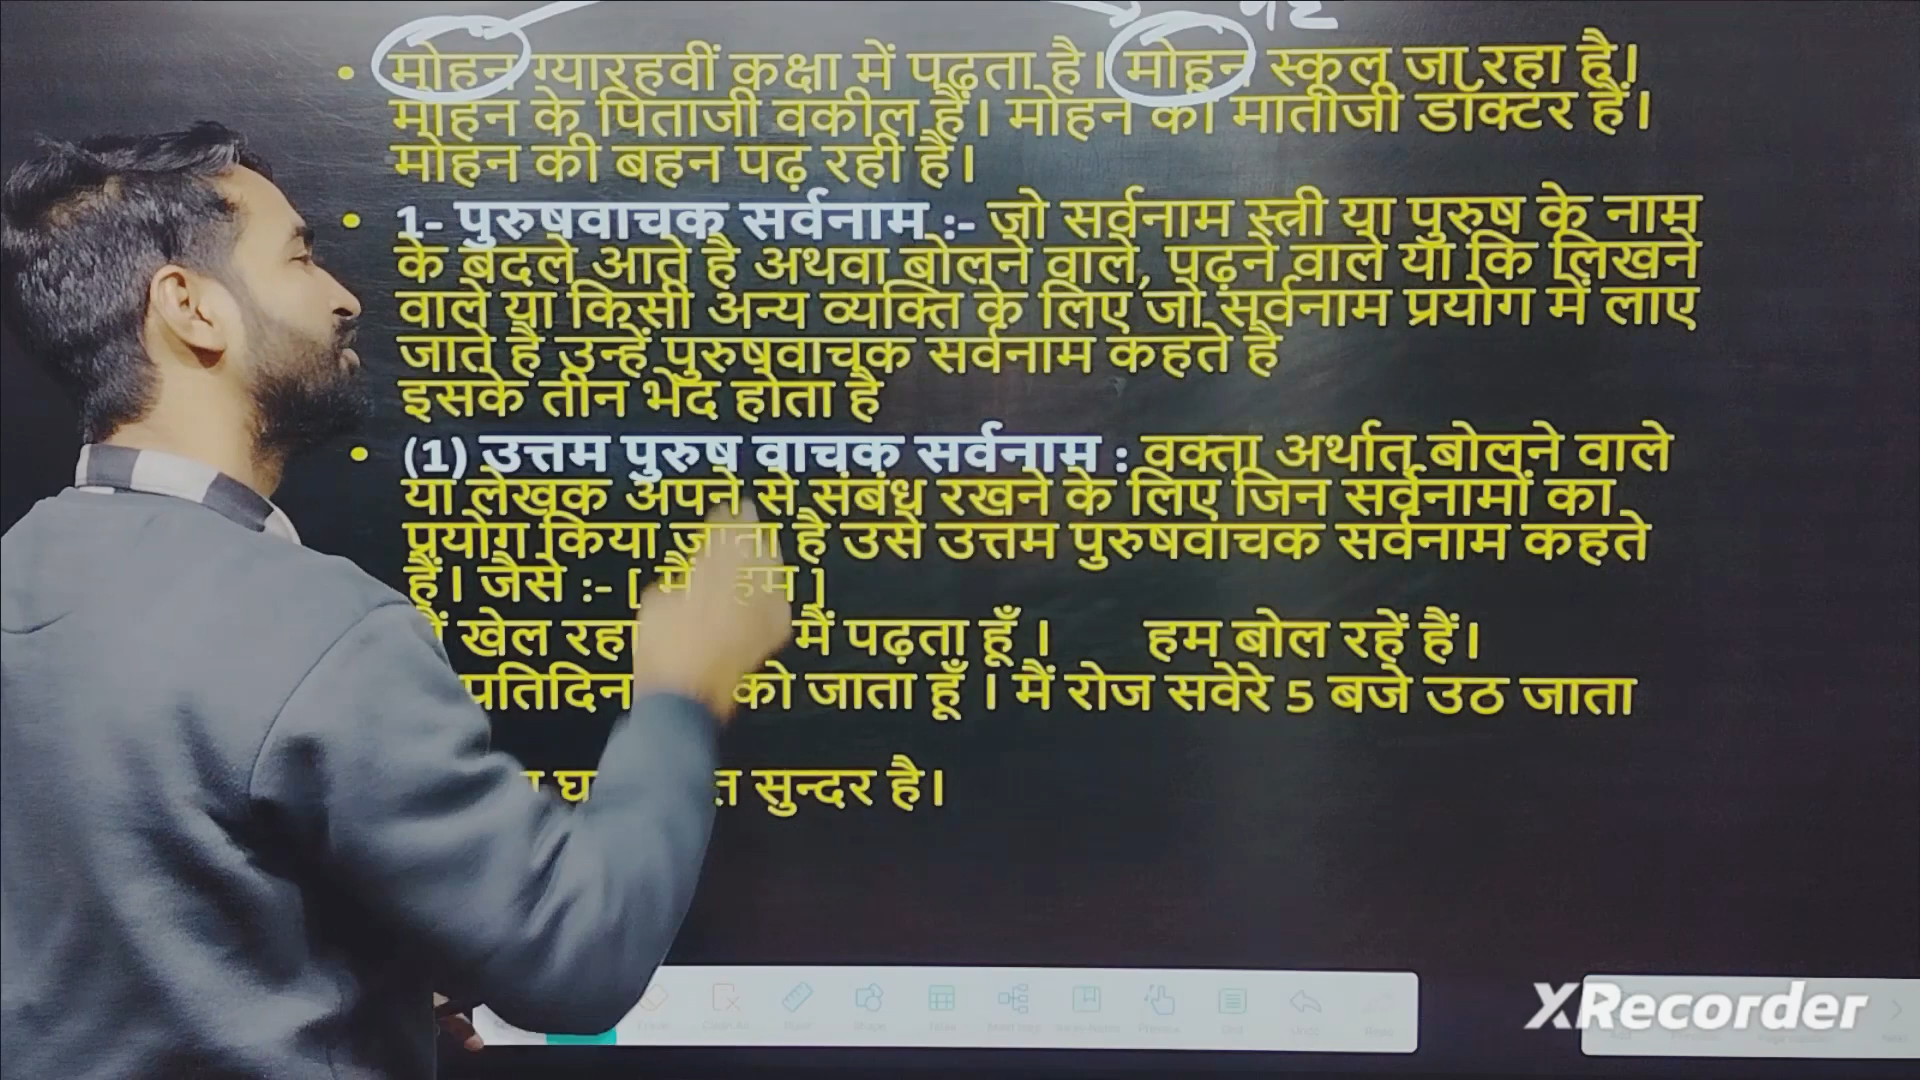 मोहन ग्यारहवीं कक्षा में पढ़ता है। मोहन स्कूल जा रहा है।
मोहन के पिताजी वकील हैं। मोहन की माताजी डॉक्टर हैं।
मोहन की बहन पढ़ रही है।
1- पुरुषवाचक सर्वनाम :- जो सर्वनाम स्त्री या पुरुष के नाम
के बदले आते है अथवा बोलने वाले, पढ़ने वाले या कि लिखने
वाले या किसी अन्य व्यक्ति के लिए जो सर्वनाम प्रयोग में लाए
जाते है उन्हें पुरुषवाचक सर्वनाम कहते है
इसके तीन भेद होता है
(1) उत्तम पुरुष वाचक सर्वनाम : वक्ता अर्थात् बोलने वाले
या लेखक अपने से संबंध रखने के लिए जिन सर्वनामों का
प्रयोग किया जाता है उसे उत्तम पुरुषवाचक सर्वनाम कहते
हैं। जैसे :- [ मैं हम ]
खेल रहा मैं पढ़ता हूँ । हम बोल रहें हैं।
प्रतिदिन को जाता हूँ । मैं रोज सवेरे 5 बजे उठ जाता
सुन्दर है।
XRecorder